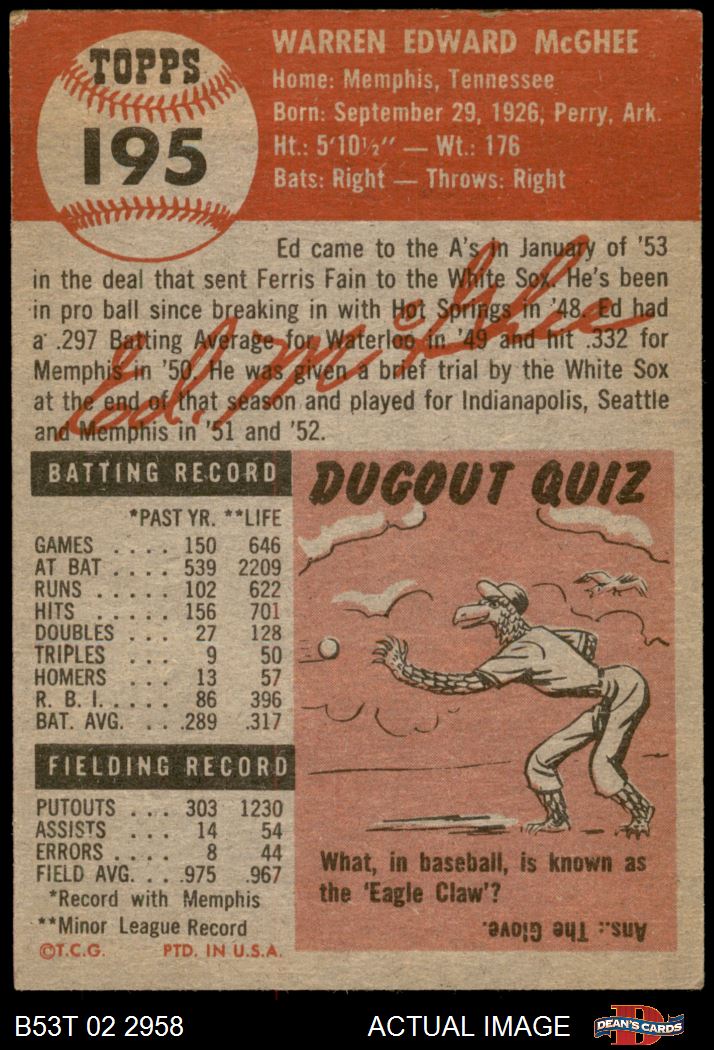 TOPPS
195
WARREN EDWARD McGHEE
Home: Memphis, Tennessee
Born: September 29, 1926, Perry, Ark.
Ht.: 5'10½" — Wt.: 176
Bats: Right — Throws: Right
Ed came to the A's in January of '53
in the deal that sent Ferris Fain to the White Sox. He's been
in pro ball since breaking in with Hot Springs in '48. Ed had
a .297 Batting Average for Waterloo in '49 and hit .332 for
Memphis in '50. He was given a brief trial by the White Sox
at the end of that season and played for Indianapolis, Seattle
and Memphis in '51 and '52.
Ed. McGhee
BATTING RECORD
*PAST YR. **LIFE
GAMES .... 150 646
AT BAT .... 539 2209
RUNS ..... 102 622
HITS ..... 156 701
DOUBLES .. 27 128
TRIPLES ... 9 50
HOMERS ... 13 57
R. B. I. .... 86 396
BAT. AVG. .. .289 .317
FIELDING RECORD
PUTOUTS ... 303 1230
ASSISTS ... 14 54
ERRORS .... 8 44
FIELD AVG. ... .975 .967
*Record with Memphis
**Minor League Record
©T.C.G. PTD. IN U.S.A.
DUGOUT QUIZ
What, in baseball, is known as
the 'Eagle Claw'?
Ans.: The Glove.
B53T 02 2958 ACTUAL IMAGE
D
DEAN'S CARDS